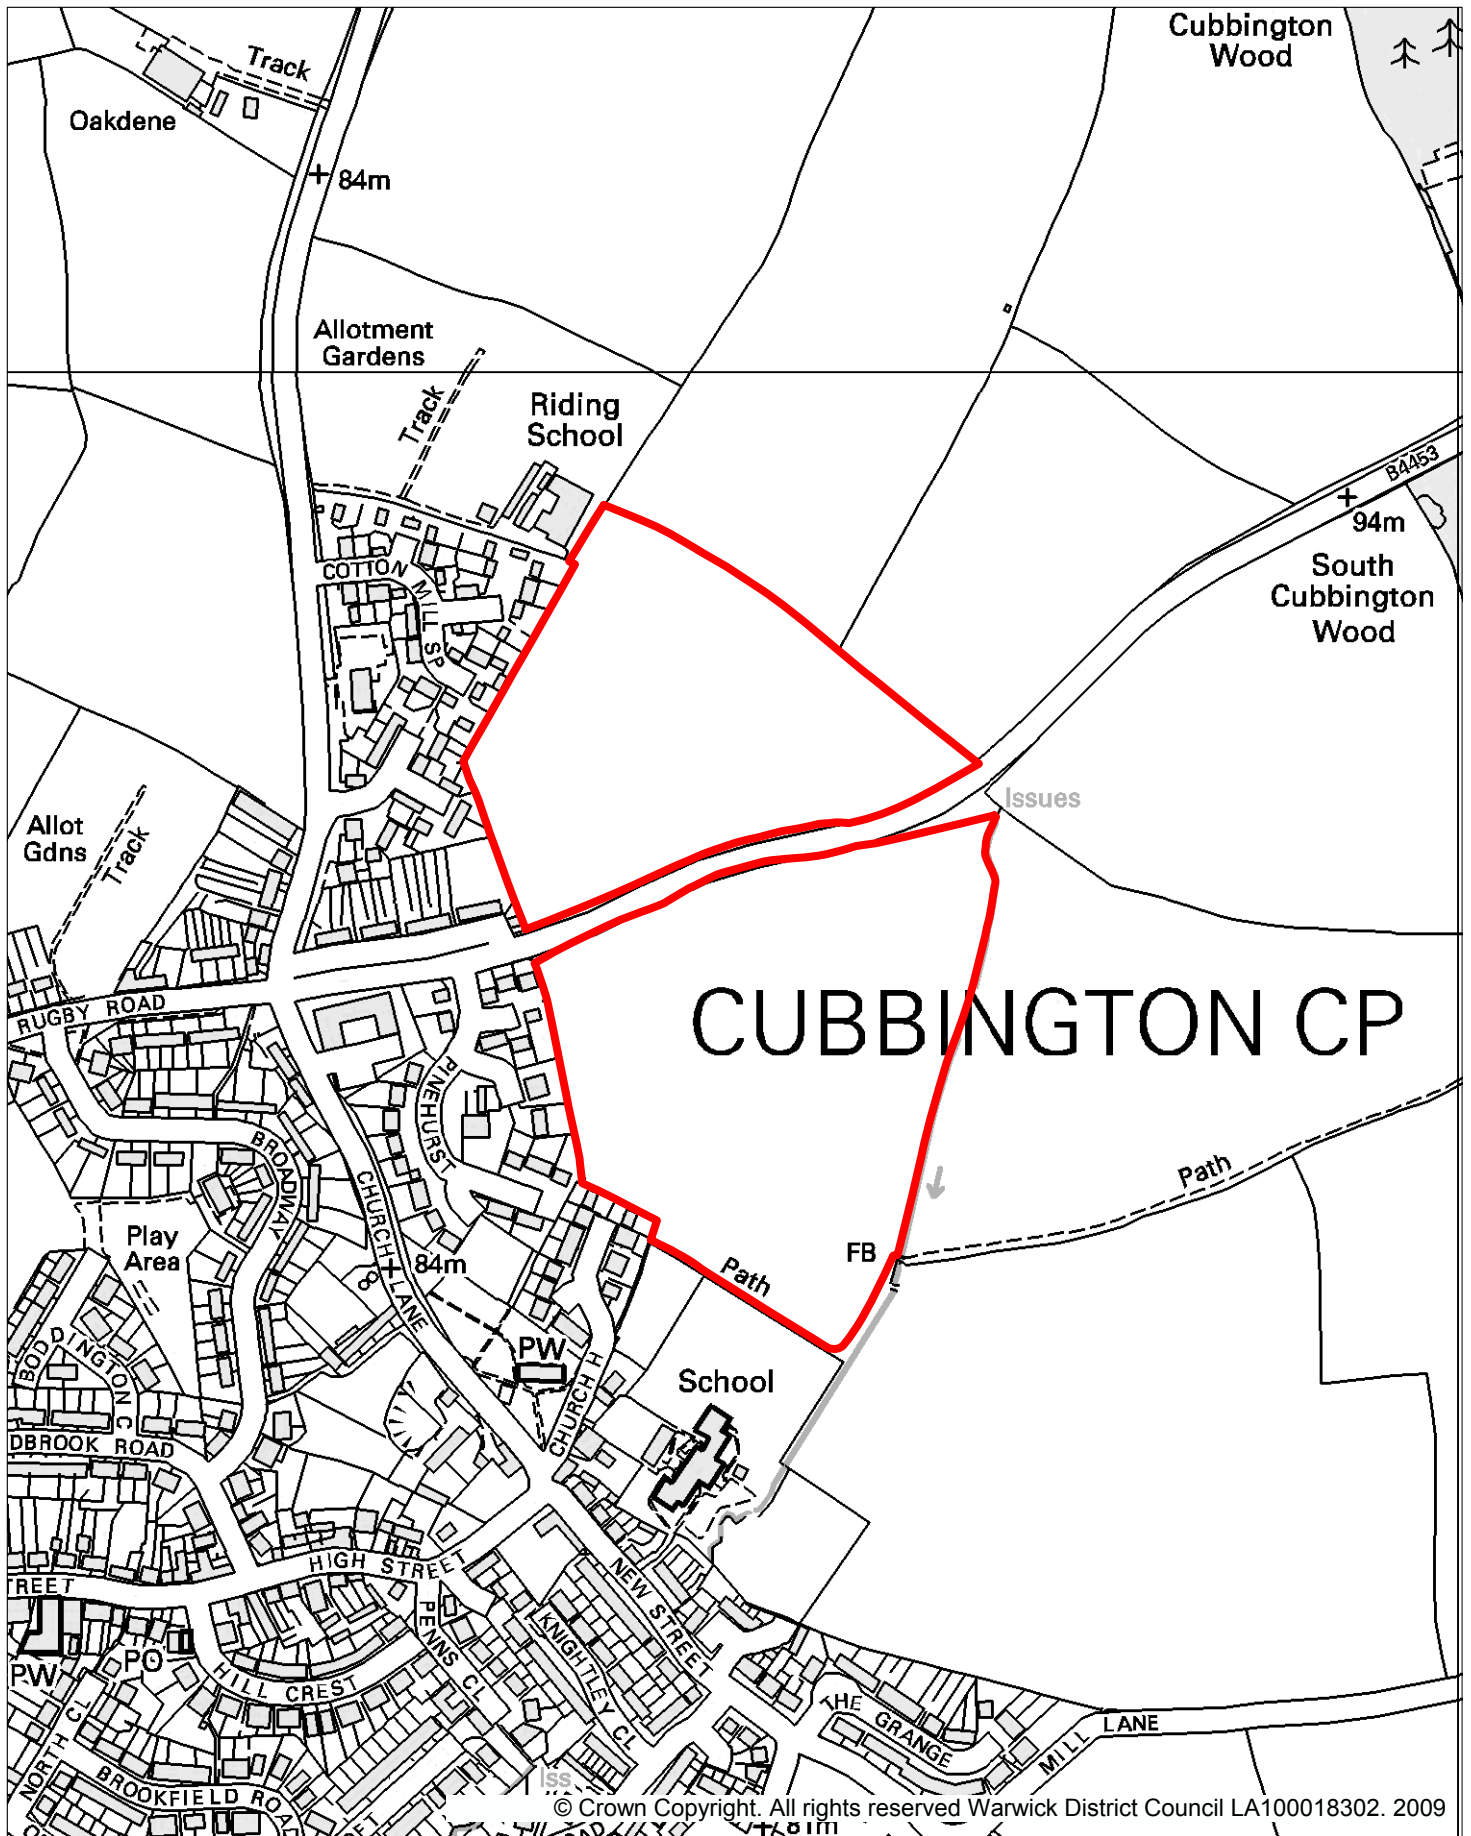 Cubbington
Wood
Track
Oakdene
84m
Allotment
Gardens
Track
Riding
School
B4453
94m
South
Cubbington
Wood
COTTON MILL SP
Issues
Allot
Gdns
Track
RUGBY ROAD
CUBBINGTON CP
PINEHURST
BROADWAY
CHURCH LANE
Path
Play
Area
84m
FB
Path
PW
School
CHURCH H
BODDINGTON C
DBROOK ROAD
HIGH STREET
TREET
NEW STREET
PENNS CL
KNIGHTLEY CL
PW
PO
HILL CREST
THE GRANGE
MILL LANE
NORTH CL
BROOKFIELD ROAD
Iss
© Crown Copyright. All rights reserved Warwick District Council LA100018302. 2009
81m